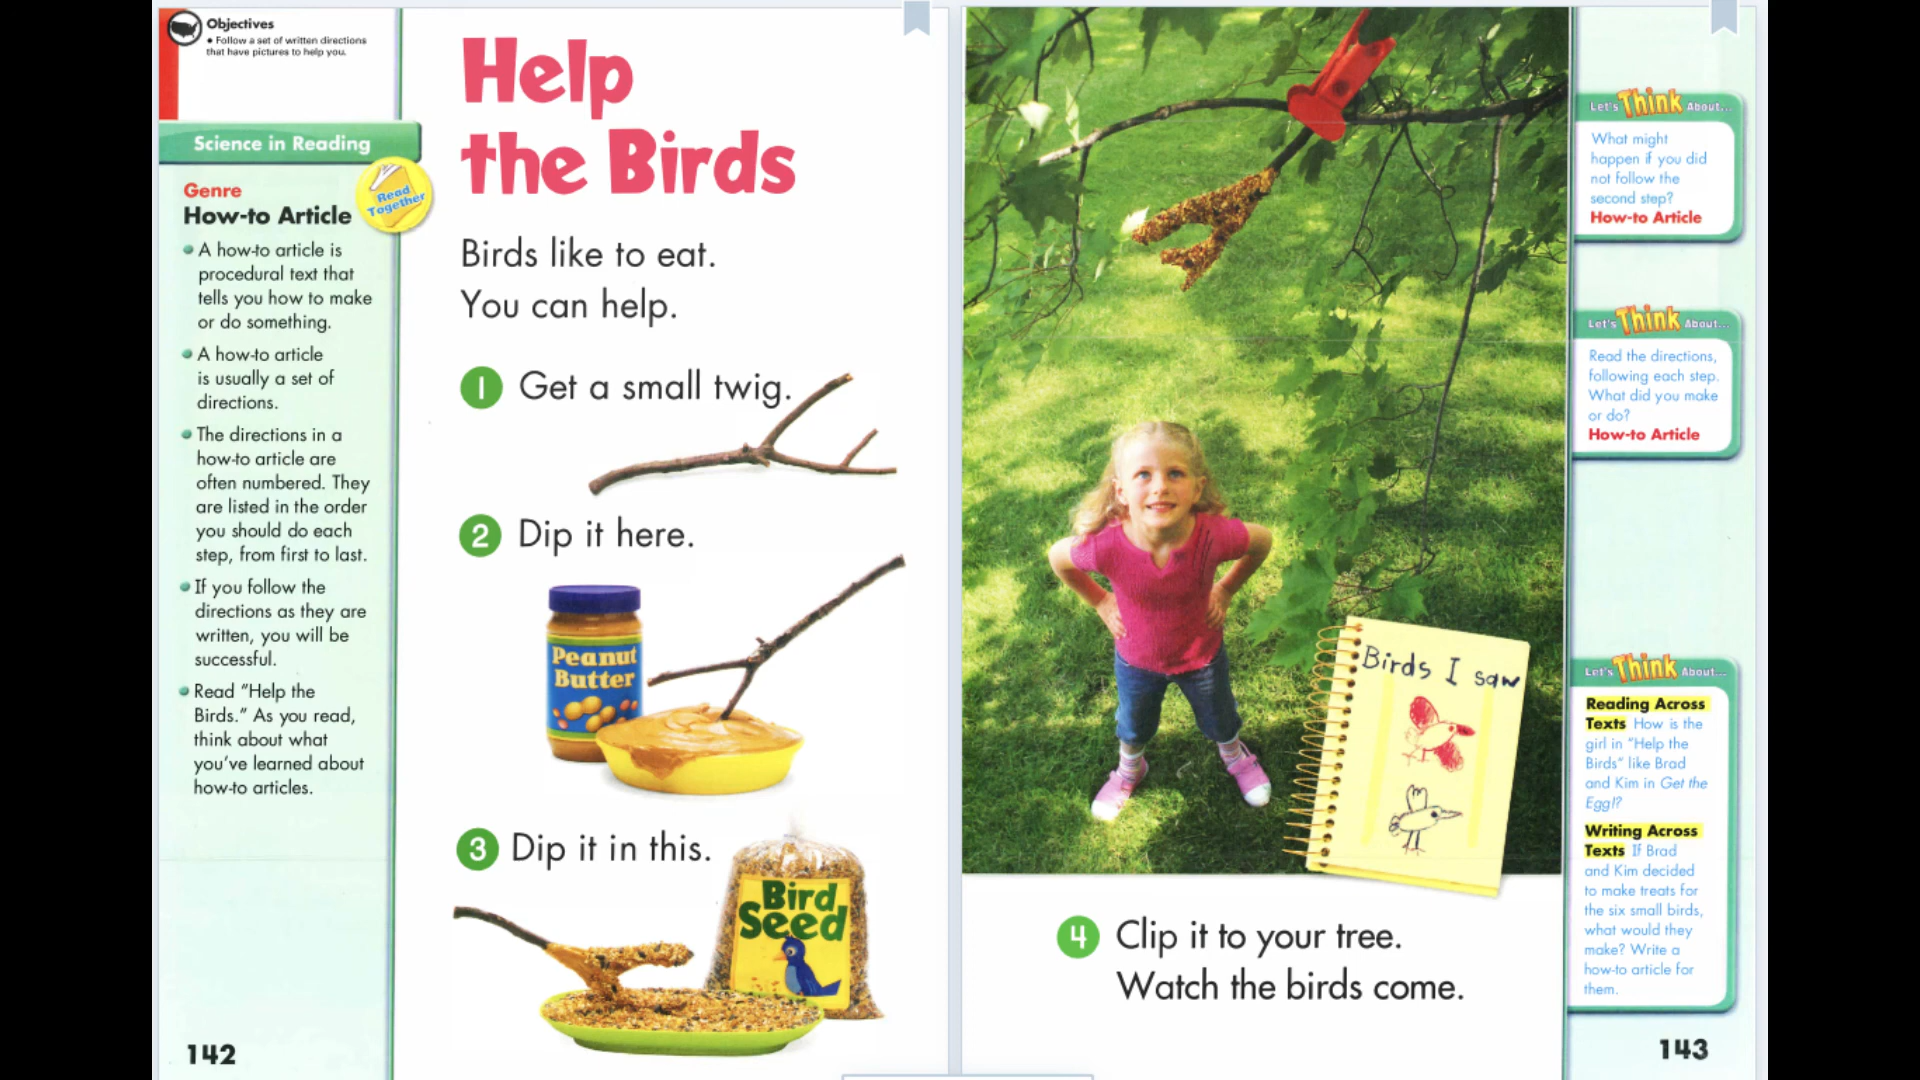 Objectives
• Follow a set of written directions
that have pictures to help you.
Science in Reading
Read
Together
Genre
How-to Article
• A how-to article is
procedural text that
tells you how to make
or do something.
• A how-to article
is usually a set of
directions.
• The directions in a
how-to article are
often numbered. They
are listed in the order
you should do each
step, from first to last.
• If you follow the
directions as they are
written, you will be
successful.
• Read “Help the
Birds.” As you read,
think about what
you’ve learned about
how-to articles.
142
Help
the Birds
Birds like to eat.
You can help.
1 Get a small twig.
2 Dip it here.
Peanut
Butter
3 Dip it in this.
Bird
Seed
Birds I saw
4 Clip it to your tree.
Watch the birds come.
Let's Think About...
What might
happen if you did
not follow the
second step?
How-to Article
Let's Think About...
Read the directions,
following each step.
What did you make
or do?
How-to Article
Let's Think About...
Reading Across
Texts How is the
girl in “Help the
Birds” like Brad
and Kim in Get the
Egg!?
Writing Across
Texts If Brad
and Kim decided
to make treats for
the six small birds,
what would they
make? Write a
how-to article for
them.
143